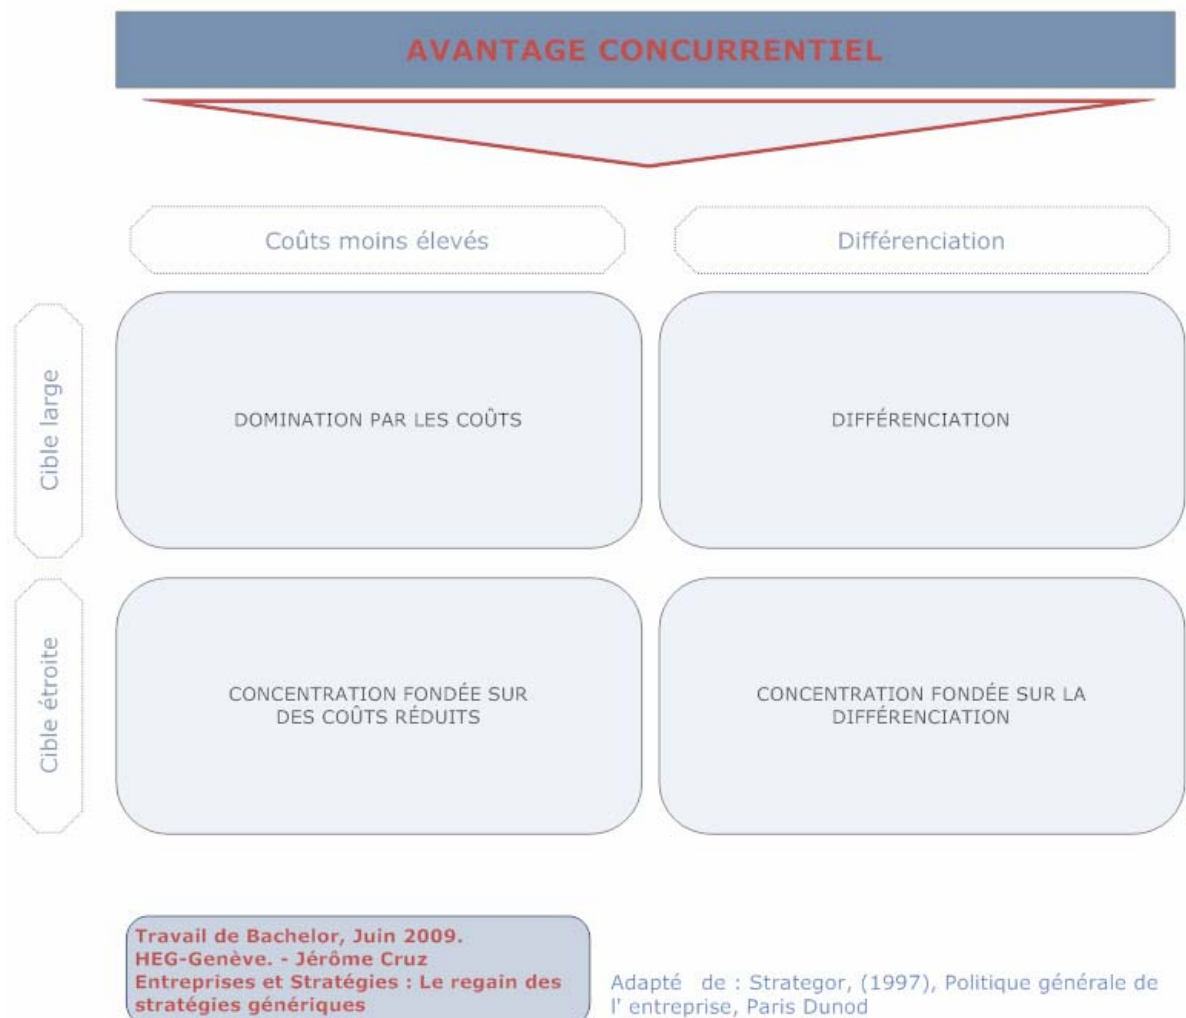 AVANTAGE CONCURRENTIEL
Coûts moins élevés
Différenciation
Cible large
DOMINATION PAR LES COÛTS
DIFFÉRENCIATION
Cible étroite
CONCENTRATION FONDÉE SUR
DES COÛTS RÉDUITS
CONCENTRATION FONDÉE SUR LA
DIFFÉRENCIATION
Travail de Bachelor, Juin 2009.
HEG-Genève. - Jérôme Cruz
Entreprises et Stratégies : Le regain des
stratégies génériques
Adapté de : Strategor, (1997), Politique générale de
l' entreprise, Paris Dunod